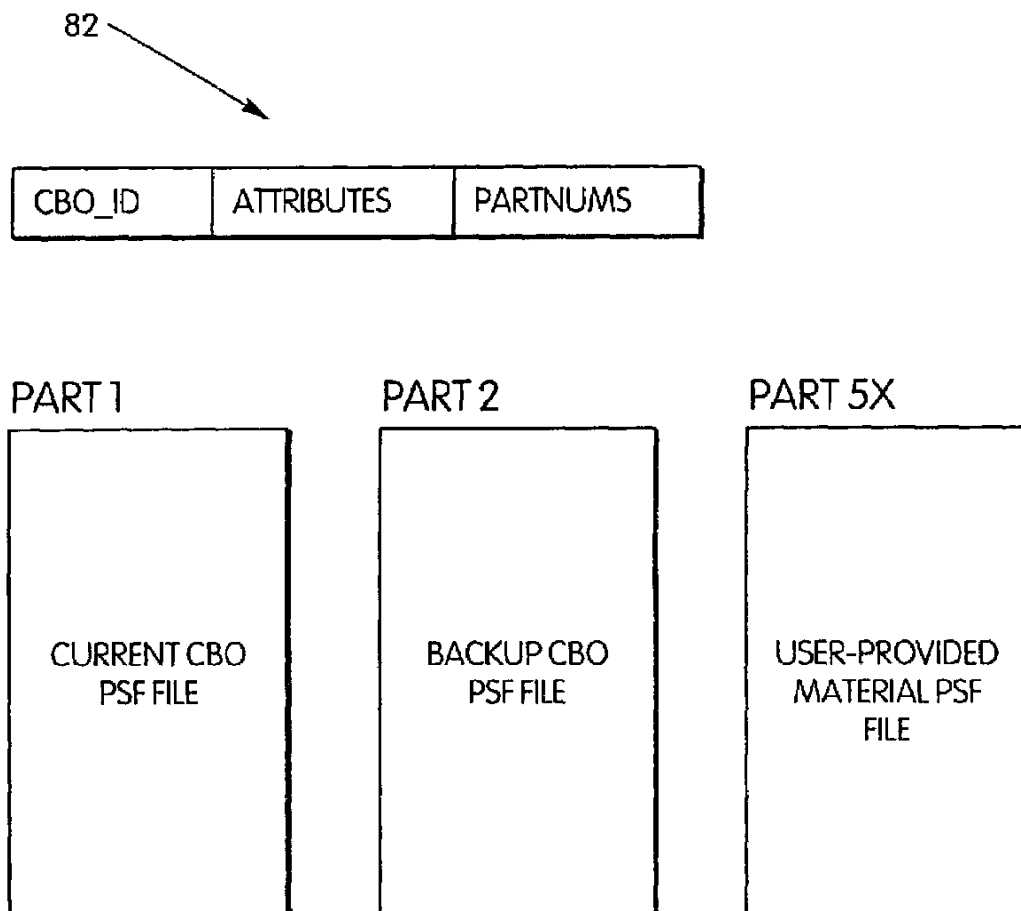 82
CBO_ID ATTRIBUTES PARTNUMS
PART 1 PART 2 PART 5X
CURRENT CBO
PSF FILE
BACKUP CBO
PSF FILE
USER-PROVIDED
MATERIAL PSF
FILE